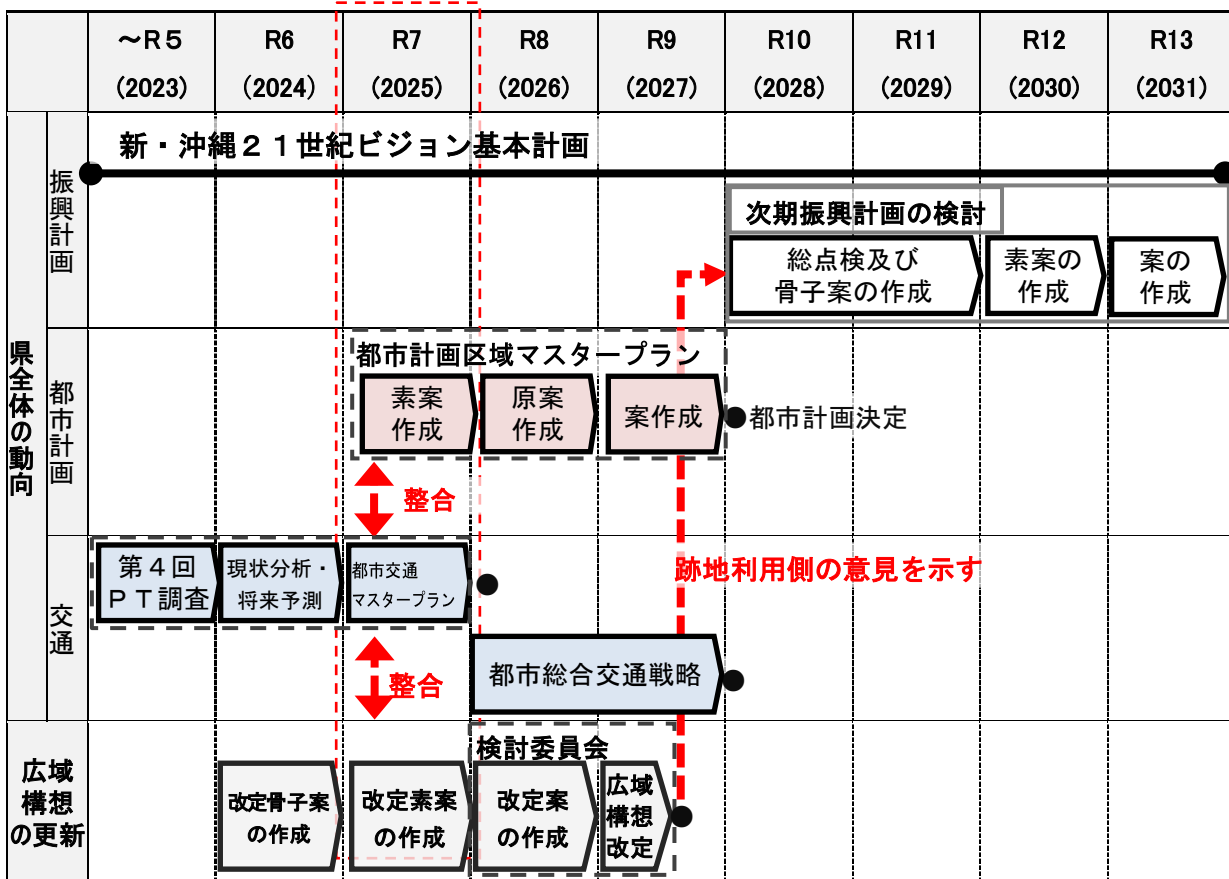 ～R５
(2023)
R6
(2024)
R7
(2025)
R8
(2026)
R9
(2027)
R10
(2028)
R11
(2029)
R12
(2030)
R13
(2031)
県全体の動向
振興計画
新・沖縄２１世紀ビジョン基本計画
次期振興計画の検討
総点検及び
骨子案の作成
素案の
作成
案の
作成
都市計画
都市計画区域マスタープラン
素案
作成
原案
作成
案作成
都市計画決定
整合
交通
第４回
ＰＴ調査
現状分析・
将来予測
都市交通
マスタープラン
跡地利用側の意見を示す
都市総合交通戦略
整合
広域
構想
の更新
検討委員会
改定骨子案
の作成
改定素案
の作成
改定案
の作成
広域
構想
改定